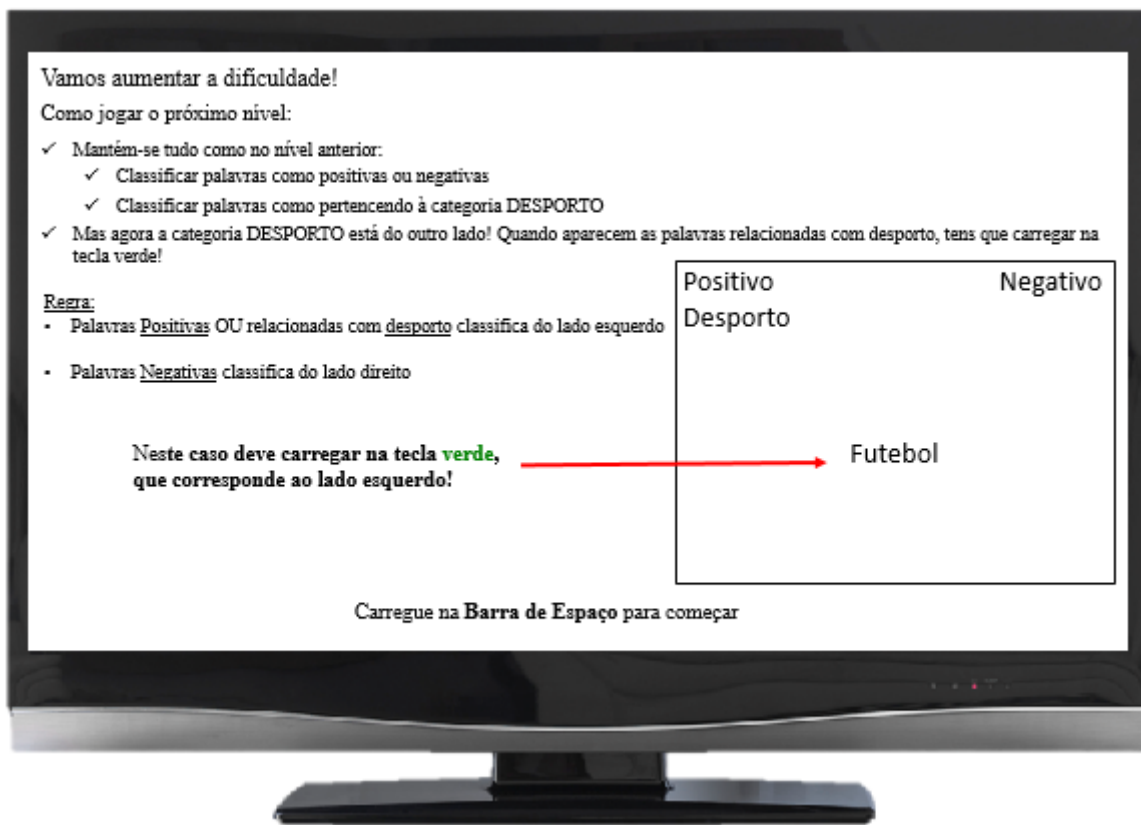 Vamos aumentar a dificuldade!
Como jogar o próximo nível:
✓ Mantém-se tudo como no nível anterior:
✓ Classificar palavras como positivas ou negativas
✓ Classificar palavras como pertencendo à categoria DESPORTO
✓ Mas agora a categoria DESPORTO está do outro lado! Quando aparecem as palavras relacionadas com desporto, tens que carregar na
tecla verde!
Regra:
• Palavras Positivas OU relacionadas com desporto classifica do lado esquerdo
• Palavras Negativas classifica do lado direito
Neste caso deve carregar na tecla verde,
que corresponde ao lado esquerdo!
Positivo Negativo
Desporto
Futebol
Carregue na Barra de Espaço para começar